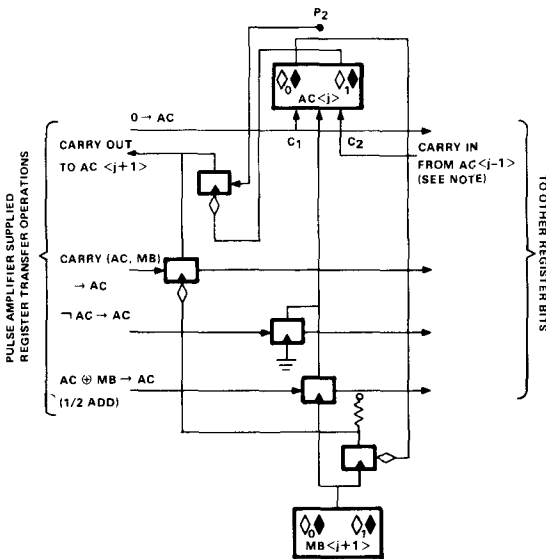 P2
0 1
AC<j>
0 → AC
C1 C2
CARRY OUT
TO AC <j+1>
CARRY IN
FROM AC<j-1>
(SEE NOTE)
PULSE AMPLIFIER SUPPLIED
REGISTER TRANSFER OPERATIONS
TO OTHER REGISTER BITS
CARRY (AC, MB)
→ AC
¬ AC → AC
AC ⊕ MB → AC
(1/2 ADD)
0 1
MB<j+1>